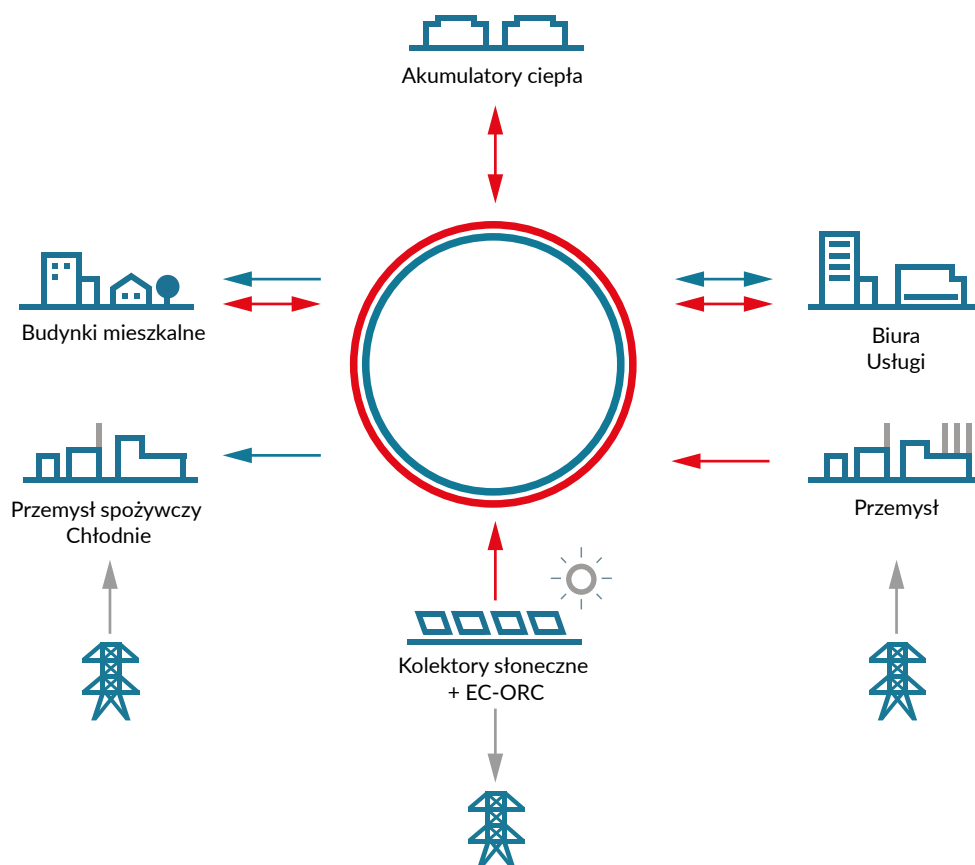 Akumulatory ciepła
Budynki mieszkalne
Biura
Usługi
Przemysł spożywczy
Chłodnie
Przemysł
Kolektory słoneczne
+ EC-ORC